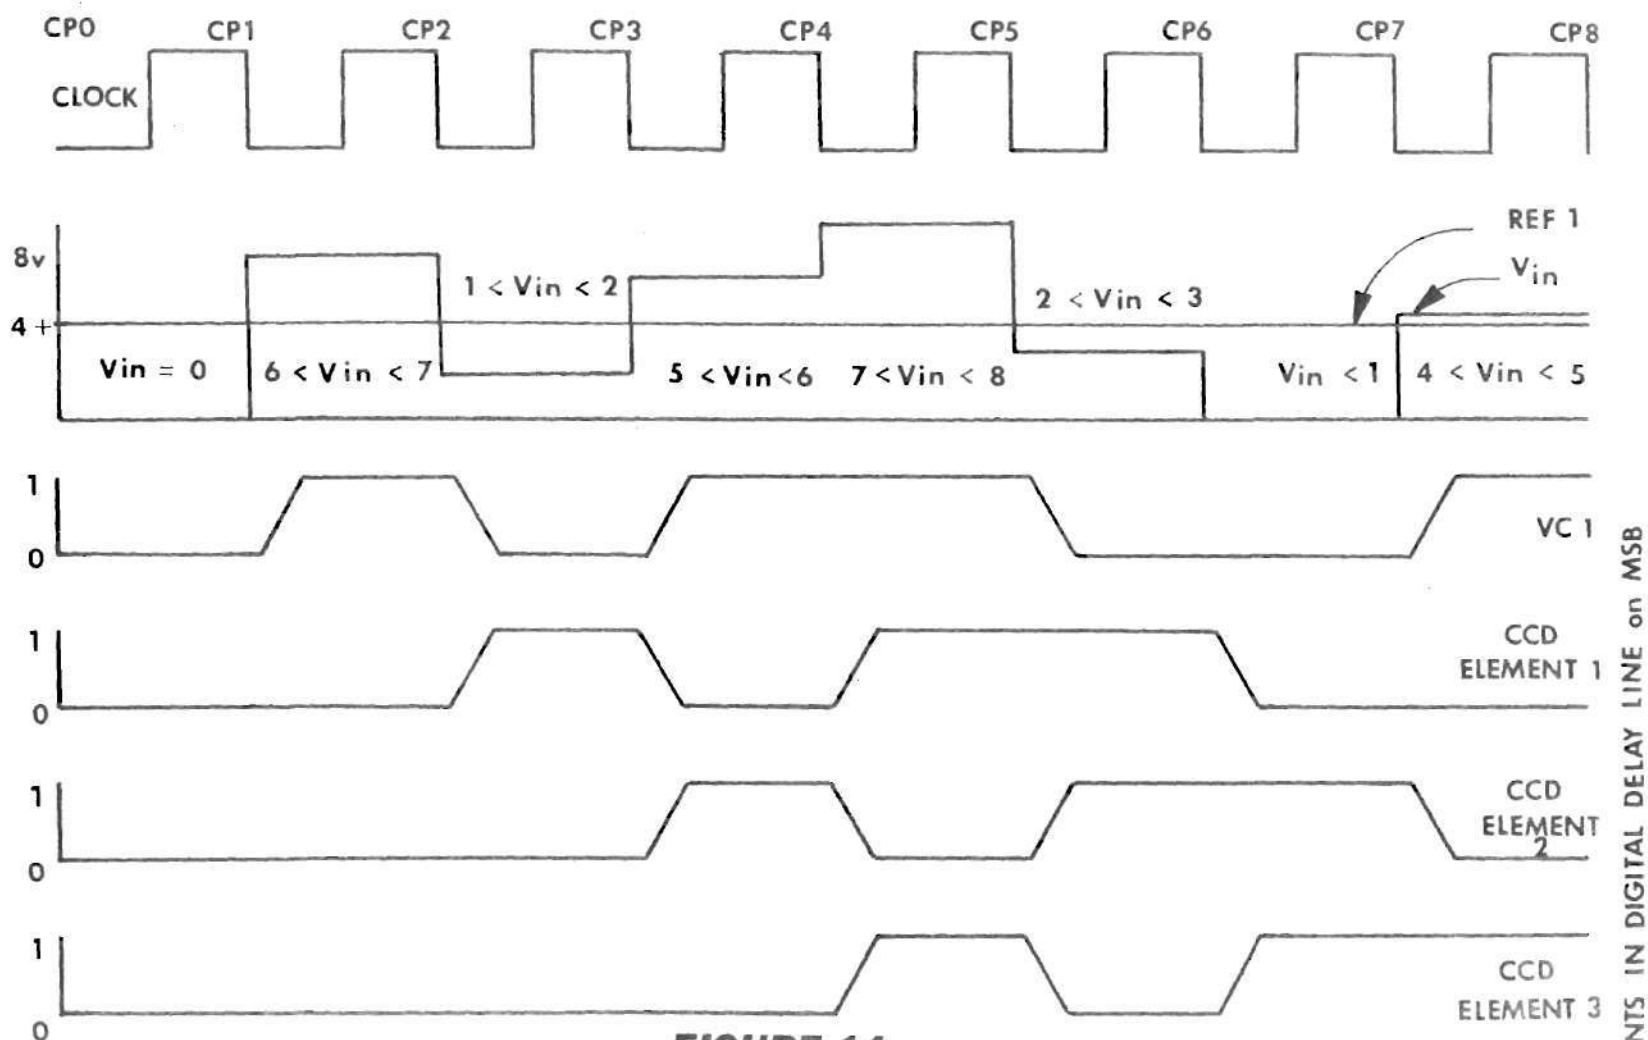 CP0 CP1 CP2 CP3 CP4 CP5 CP6 CP7 CP8
CLOCK
REF 1
8v
Vin
1 < Vin < 2
2 < Vin < 3
4 +
Vin = 0
6 < Vin < 7
5 < Vin < 6
7 < Vin < 8
Vin < 1
4 < Vin < 5
1
0
VC 1
1
0
CCD
ELEMENT 1
1
0
CCD
ELEMENT
2
1
0
CCD
ELEMENT 3
NTS IN DIGITAL DELAY LINE on MSB